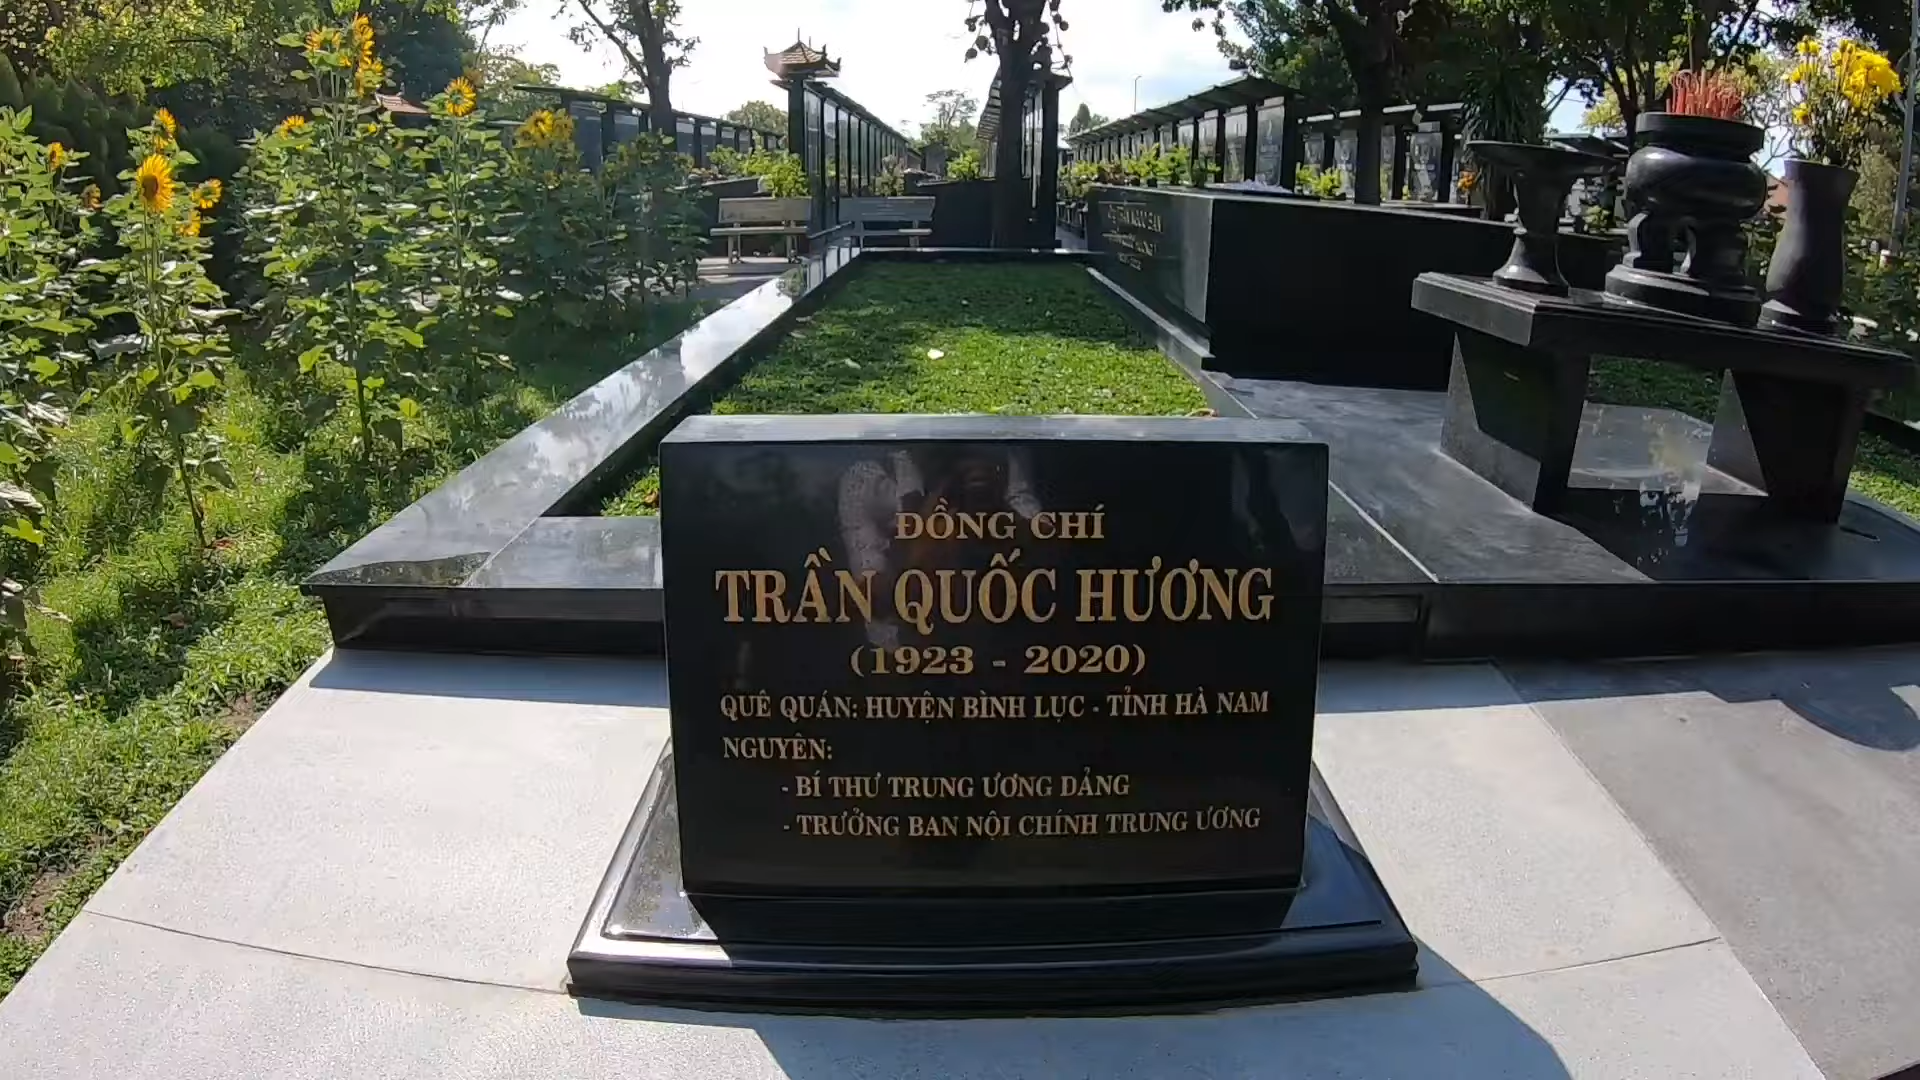 ĐỒNG CHÍ
TRẦN QUỐC HƯƠNG
(1923 - 2020)
QUÊ QUÁN: HUYỆN BÌNH LỤC - TỈNH HÀ NAM
NGUYÊN:
- BÍ THƯ TRUNG ƯƠNG ĐẢNG
- TRƯỞNG BAN NỘI CHÍNH TRUNG ƯƠNG